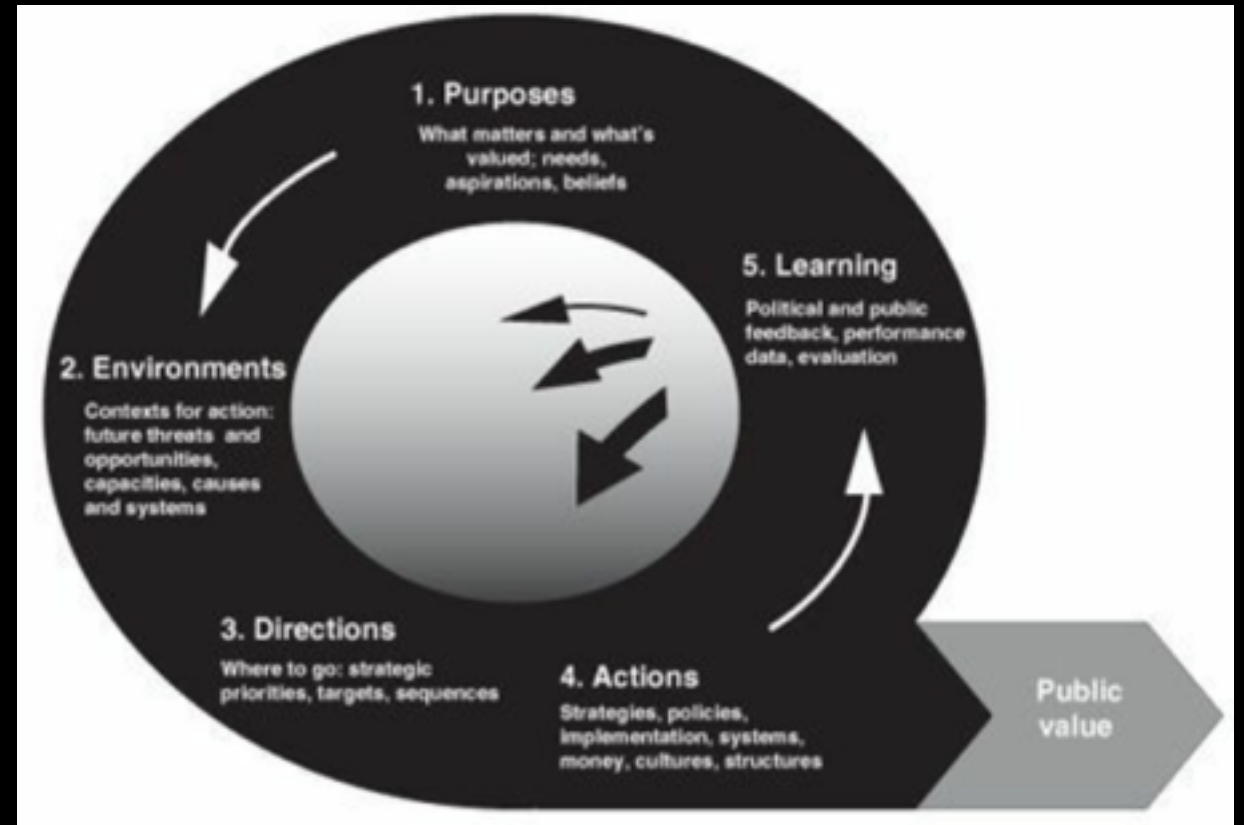 1. Purposes
What matters and what's
valued; needs,
aspirations, beliefs
2. Environments
Contexts for action:
future threats and
opportunities,
capacities, causes
and systems
3. Directions
Where to go: strategic
priorities, targets, sequences
4. Actions
Strategies, policies,
implementation, systems,
money, cultures, structures
5. Learning
Political and public
feedback, performance
data, evaluation
Public
value